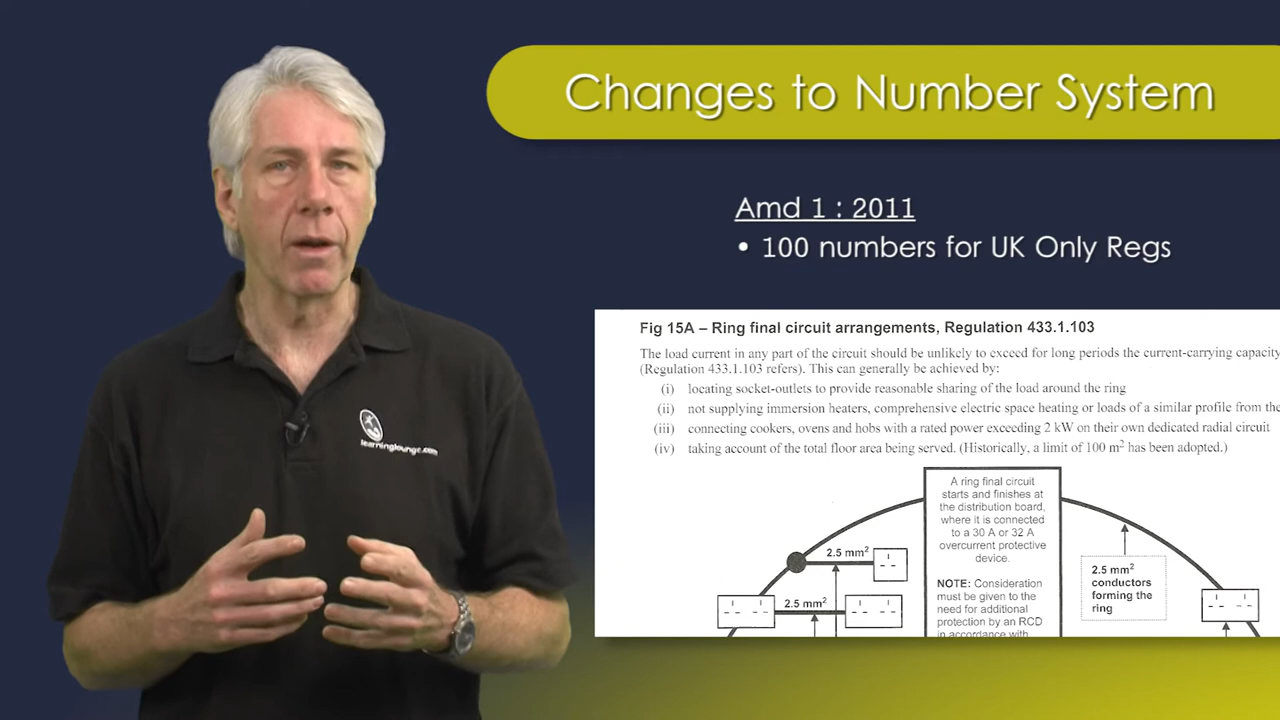 Changes to Number System
Amd 1 : 2011
• 100 numbers for UK Only Regs
Fig 15A – Ring final circuit arrangements, Regulation 433.1.103
The load current in any part of the circuit should be unlikely to exceed for long periods the current-carrying capacity
(Regulation 433.1.103 refers). This can generally be achieved by:
(i) locating socket-outlets to provide reasonable sharing of the load around the ring
(ii) not supplying immersion heaters, comprehensive electric space heating or loads of a similar profile from the
(iii) connecting cookers, ovens and hobs with a rated power exceeding 2 kW on their own dedicated radial circuit
(iv) taking account of the total floor area being served. (Historically, a limit of 100 m² has been adopted.)
A ring final circuit
starts and finishes at
the distribution board,
where it is connected
to a 30 A or 32 A
overcurrent protective
device.
NOTE: Consideration
must be given to the
need for additional
protection by an RCD
in accordance with
2.5 mm²
2.5 mm²
2.5 mm²
conductors
forming the
ring
learninglounge.com